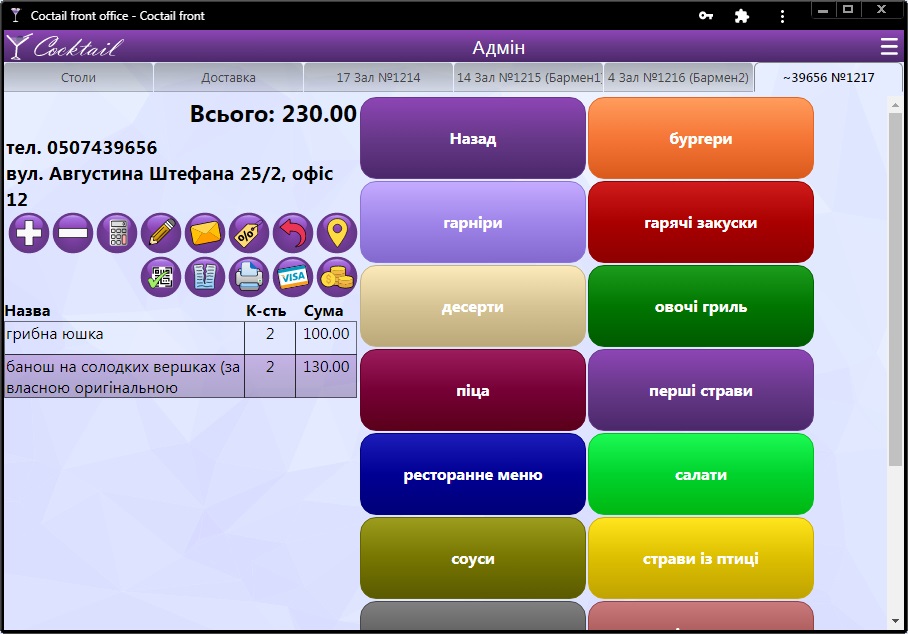 Coctail front office - Coctail front
Cocktail
Адмін
Столи
Доставка
17 Зал №1214
14 Зал №1215 (Бармен1
4 Зал №1216 (Бармен2)
~39656 №1217
Всього: 230.00
тел. 0507439656
вул. Августина Штефана 25/2, офіс
12
%
VISA
Назва К-сть Сума
грибна юшка 2 100.00
банош на солодких вершках (за 2 130.00
власною оригінальною
Назад
бургери
гарніри
гарячі закуски
десерти
овочі гриль
піца
перші страви
ресторанне меню
салати
соуси
страви із птиці